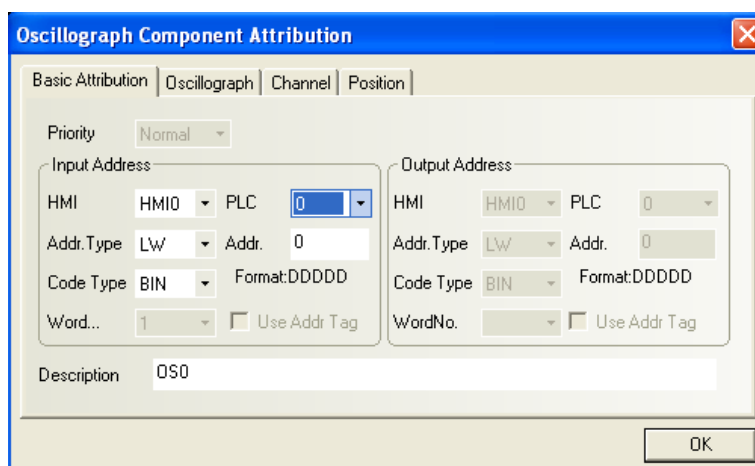 Oscillograph Component Attribution
Basic Attribution Oscillograph Channel Position
Priority Normal
Input Address
HMI HMI0 PLC 0
Addr.Type LW Addr. 0
Code Type BIN Format:DDDDD
Word... 1 Use Addr Tag
Output Address
HMI HMI0 PLC 0
Addr.Type LW Addr. 0
Code Type BIN Format:DDDDD
WordNo. Use Addr Tag
Description OS0
OK